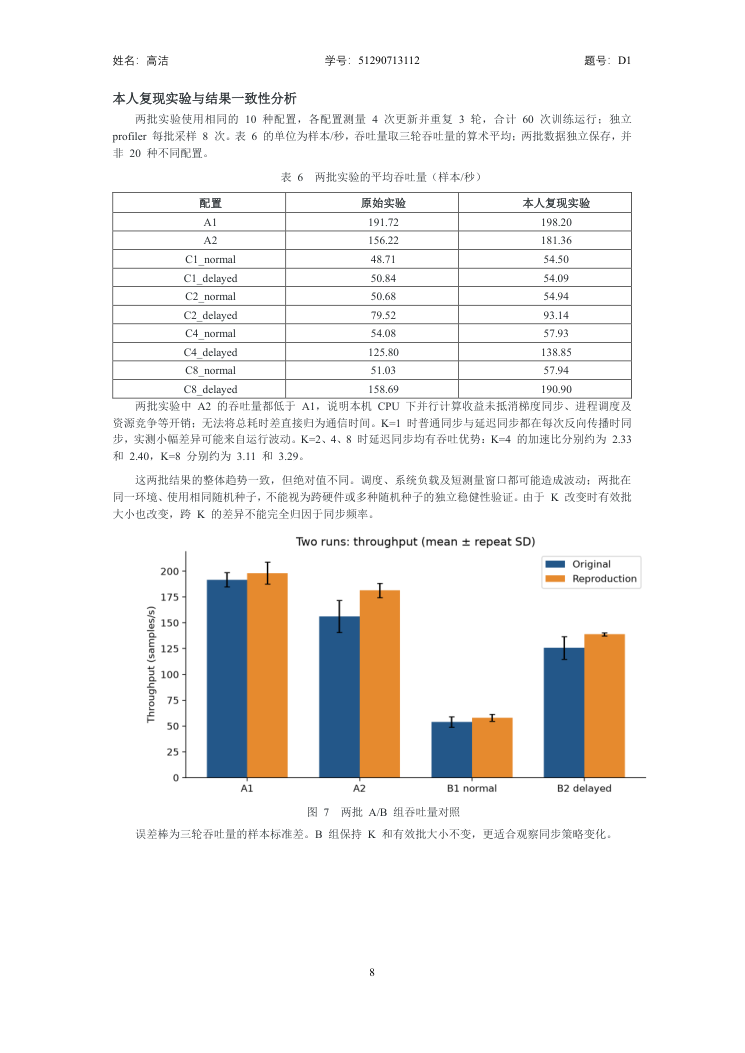 姓名：高洁 学号：51290713112 题号：D1
本人复现实验与结果一致性分析
两批实验使用相同的 10 种配置，各配置测量 4 次更新并重复 3 轮，合计 60 次训练运行；独立
profiler 每批采样 8 次。表 6 的单位为样本/秒，吞吐量取三轮吞吐量的算术平均；两批数据独立保存，并
非 20 种不同配置。
表 6 两批实验的平均吞吐量（样本/秒）
配置 原始实验 本人复现实验
A1 191.72 198.20
A2 156.22 181.36
C1_normal 48.71 54.50
C1_delayed 50.84 54.09
C2_normal 50.68 54.94
C2_delayed 79.52 93.14
C4_normal 54.08 57.93
C4_delayed 125.80 138.85
C8_normal 51.03 57.94
C8_delayed 158.69 190.90
两批实验中 A2 的吞吐量都低于 A1，说明本机 CPU 下并行计算收益未抵消梯度同步、进程调度及
资源竞争等开销；无法将总耗时差直接归为通信时间。K=1 时普通同步与延迟同步都在每次反向传播时同
步，实测小幅差异可能来自运行波动。K=2、4、8 时延迟同步均有吞吐优势：K=4 的加速比分别约为 2.33
和 2.40，K=8 分别约为 3.11 和 3.29。
这两批结果的整体趋势一致，但绝对值不同。调度、系统负载及短测量窗口都可能造成波动；两批在
同一环境、使用相同随机种子，不能视为跨硬件或多种随机种子的独立稳健性验证。由于 K 改变时有效批
大小也改变，跨 K 的差异不能完全归因于同步频率。
Two runs: throughput (mean ± repeat SD)
Original
Reproduction
Throughput (samples/s)
200
175
150
125
100
75
50
25
0
A1 A2 B1 normal B2 delayed
图 7 两批 A/B 组吞吐量对照
误差棒为三轮吞吐量的样本标准差。B 组保持 K 和有效批大小不变，更适合观察同步策略变化。
8